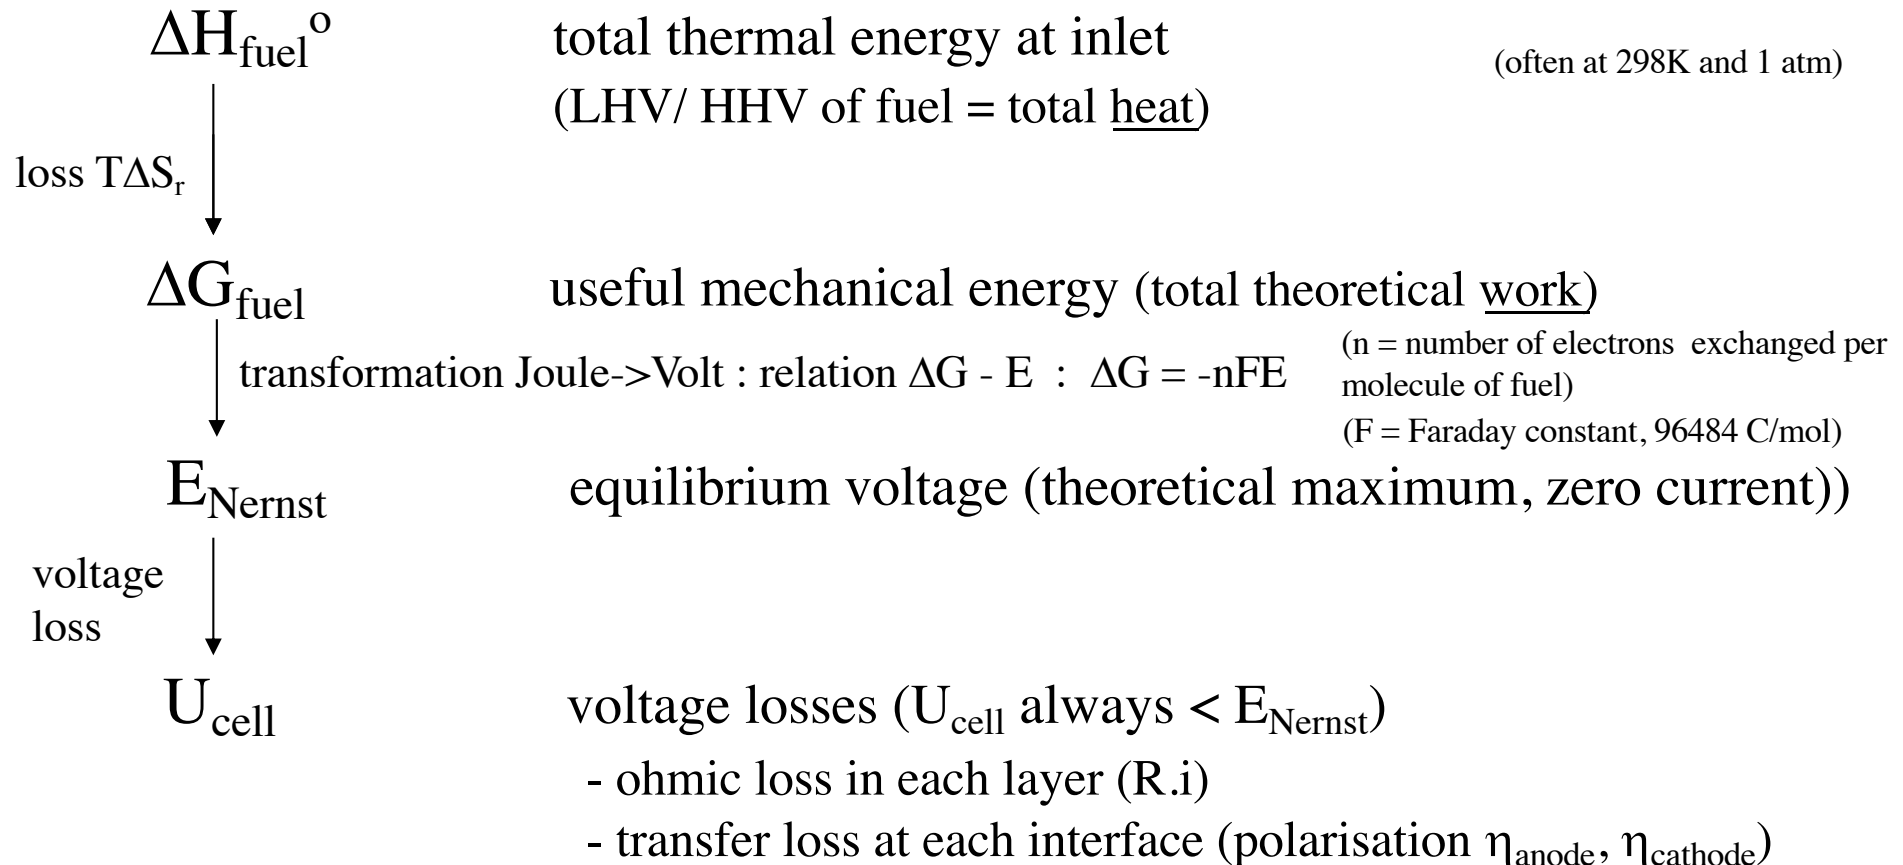 ΔH_fuel° total thermal energy at inlet
(often at 298K and 1 atm)
(LHV/ HHV of fuel = total heat)
loss TΔS_r
ΔG_fuel useful mechanical energy (total theoretical work)
transformation Joule->Volt : relation ΔG - E : ΔG = -nFE
(n = number of electrons exchanged per
molecule of fuel)
(F = Faraday constant, 96484 C/mol)
E_Nernst equilibrium voltage (theoretical maximum, zero current))
voltage
loss
U_cell voltage losses (U_cell always < E_Nernst)
- ohmic loss in each layer (R.i)
- transfer loss at each interface (polarisation η_anode, η_cathode)